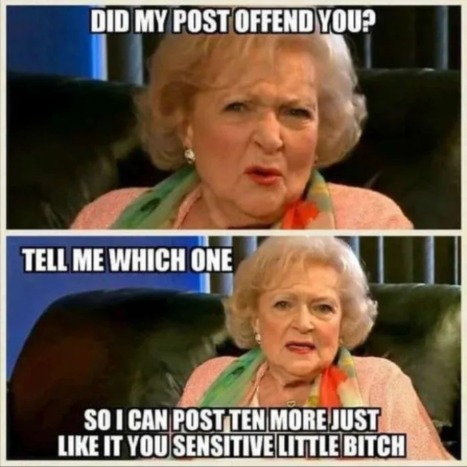 DID MY POST OFFEND YOU?
TELL ME WHICH ONE
SO I CAN POST TEN MORE JUST
LIKE IT YOU SENSITIVE LITTLE BITCH